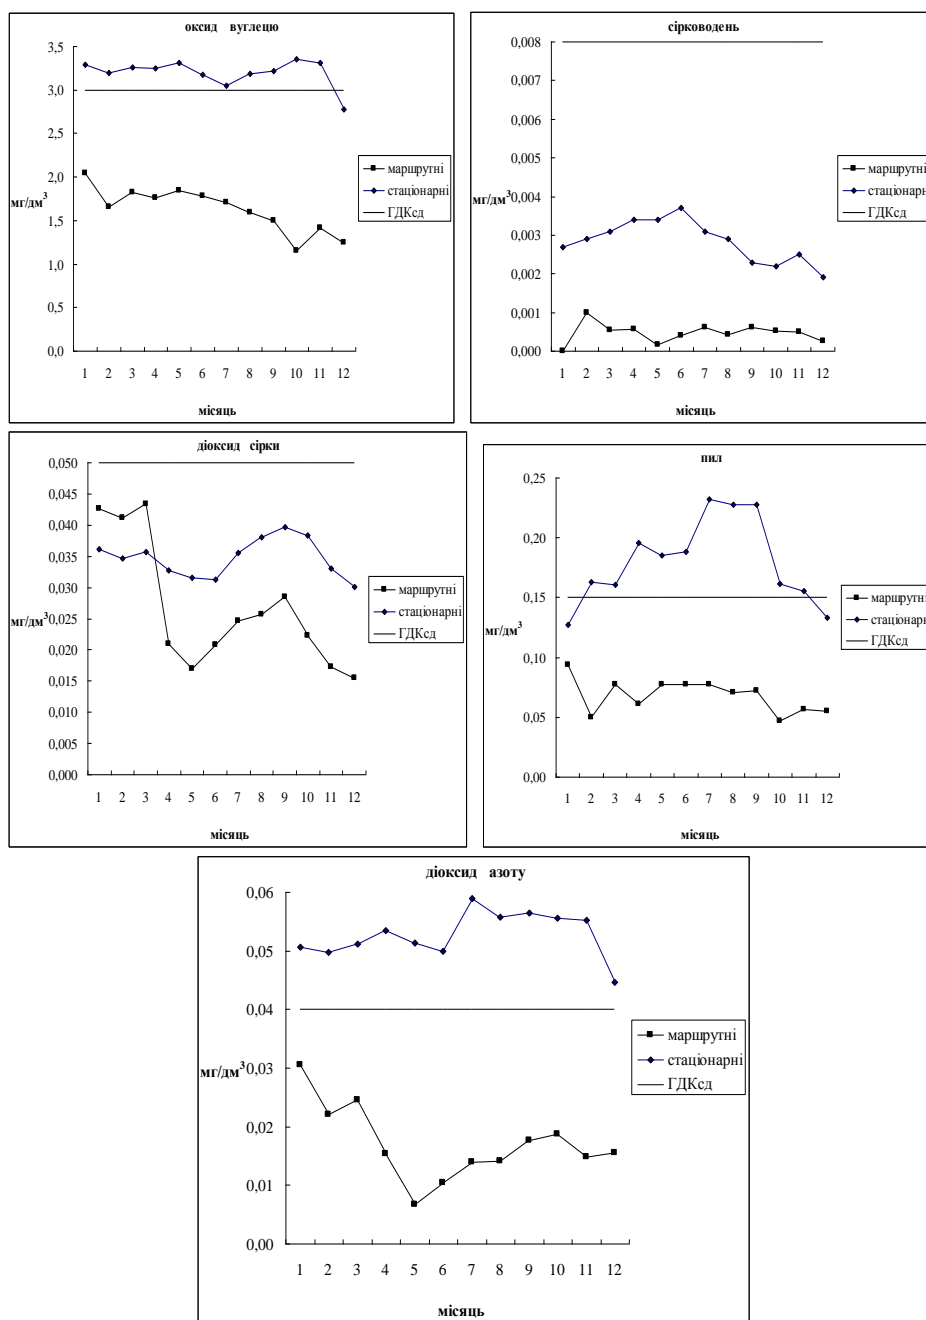 оксид вуглецю
3,5
3,0
2,5
2,0
1,5
1,0
0,5
0,0
мг/дм³
1 2 3 4 5 6 7 8 9 10 11 12
місяць
маршрутні
стаціонарні
ГДКсд
сірководень
0,008
0,007
0,006
0,005
0,004
0,003
0,002
0,001
0,000
мг/дм³
1 2 3 4 5 6 7 8 9 10 11 12
місяць
маршрутні
стаціонарні
ГДКсд
діоксид сірки
0,050
0,045
0,040
0,035
0,030
0,025
0,020
0,015
0,010
0,005
0,000
мг/дм³
1 2 3 4 5 6 7 8 9 10 11 12
місяць
маршрутні
стаціонарні
ГДКсд
пил
0,25
0,20
0,15
0,10
0,05
0,00
мг/дм³
1 2 3 4 5 6 7 8 9 10 11 12
місяць
маршрутні
стаціонарні
ГДКсд
діоксид азоту
0,06
0,05
0,04
0,03
0,02
0,01
0,00
мг/дм³
1 2 3 4 5 6 7 8 9 10 11 12
місяць
маршрутні
стаціонарні
ГДКсд